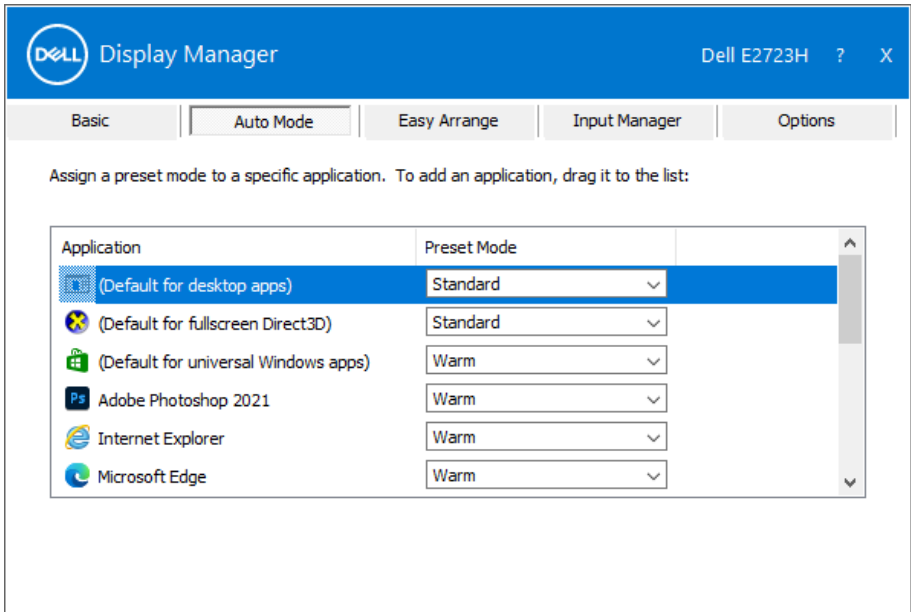 DELL Display Manager Dell E2723H ? X
Basic Auto Mode Easy Arrange Input Manager Options
Assign a preset mode to a specific application. To add an application, drag it to the list:
Application Preset Mode
(Default for desktop apps) Standard
(Default for fullscreen Direct3D) Standard
(Default for universal Windows apps) Warm
Ps Adobe Photoshop 2021 Warm
Internet Explorer Warm
Microsoft Edge Warm